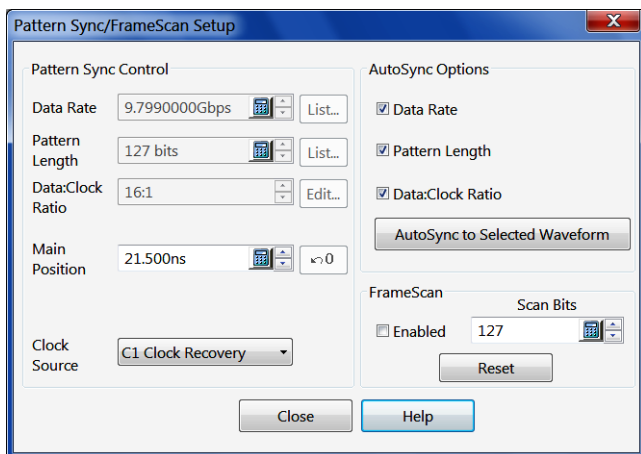 Pattern Sync/FrameScan Setup
Pattern Sync Control
Data Rate 9.7990000Gbps List...
Pattern Length 127 bits List...
Data:Clock Ratio 16:1 Edit...
Main Position 21.500ns 0
Clock Source C1 Clock Recovery
AutoSync Options
Data Rate
Pattern Length
Data:Clock Ratio
AutoSync to Selected Waveform
FrameScan
Scan Bits
Enabled 127
Reset
Close Help